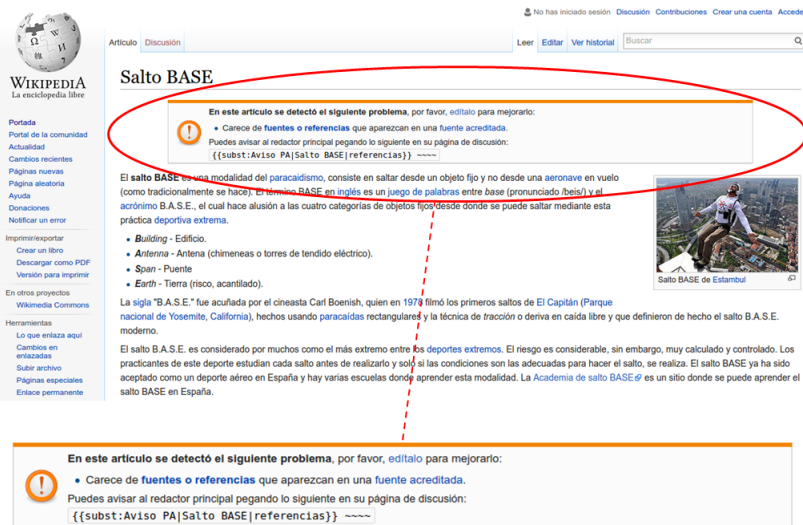 No has iniciado sesión Discusión Contribuciones Crear una cuenta Accede
Artículo Discusión Leer Editar Ver historial Buscar
WIKIPEDIA
La enciclopedia libre
Portada
Portal de la comunidad
Actualidad
Cambios recientes
Páginas nuevas
Página aleatoria
Ayuda
Donaciones
Notificar un error
Imprimir/exportar
Crear un libro
Descargar como PDF
Versión para imprimir
En otros proyectos
Wikimedia Commons
Herramientas
Lo que enlaza aquí
Cambios en
enlazadas
Subir archivo
Páginas especiales
Enlace permanente
Salto BASE
En este artículo se detectó el siguiente problema, por favor, edítalo para mejorarlo:
• Carece de fuentes o referencias que aparezcan en una fuente acreditada.
Puedes avisar al redactor principal pegando lo siguiente en su página de discusión:
{{subst:Aviso PA|Salto BASE|referencias}} ~~~~
El salto BASE es una modalidad del paracaidismo, consiste en saltar desde un objeto fijo y no desde una aeronave en vuelo
(como tradicionalmente se hace). El término BASE en inglés es un juego de palabras entre base (pronunciado /beis/) y el
acrónimo B.A.S.E., el cual hace alusión a las cuatro categorías de objetos fijos desde donde se puede saltar mediante esta
práctica deportiva extrema.
• Building - Edificio.
• Antenna - Antena (chimeneas o torres de tendido eléctrico).
• Span - Puente
• Earth - Tierra (risco, acantilado).
Salto BASE de Estambul
La sigla "B.A.S.E." fue acuñada por el cineasta Carl Boenish, quien en 1978 filmó los primeros saltos de El Capitán (Parque
nacional de Yosemite, California), hechos usando paracaídas rectangulares y la técnica de tracción o deriva en caída libre y que definieron de hecho el salto B.A.S.E.
moderno.
El salto B.A.S.E. es considerado por muchos como el más extremo entre los deportes extremos. El riesgo es considerable, sin embargo, muy calculado y controlado. Los
practicantes de este deporte estudian cada salto antes de realizarlo y solo si las condiciones son las adecuadas para hacer el salto, se realiza. El salto BASE ya ha sido
aceptado como un deporte aéreo en España y hay varias escuelas donde aprender esta modalidad. La Academia de salto BASE es un sitio donde se puede aprender el
salto BASE en España.
En este artículo se detectó el siguiente problema, por favor, edítalo para mejorarlo:
• Carece de fuentes o referencias que aparezcan en una fuente acreditada.
Puedes avisar al redactor principal pegando lo siguiente en su página de discusión:
{{subst:Aviso PA|Salto BASE|referencias}} ~~~~